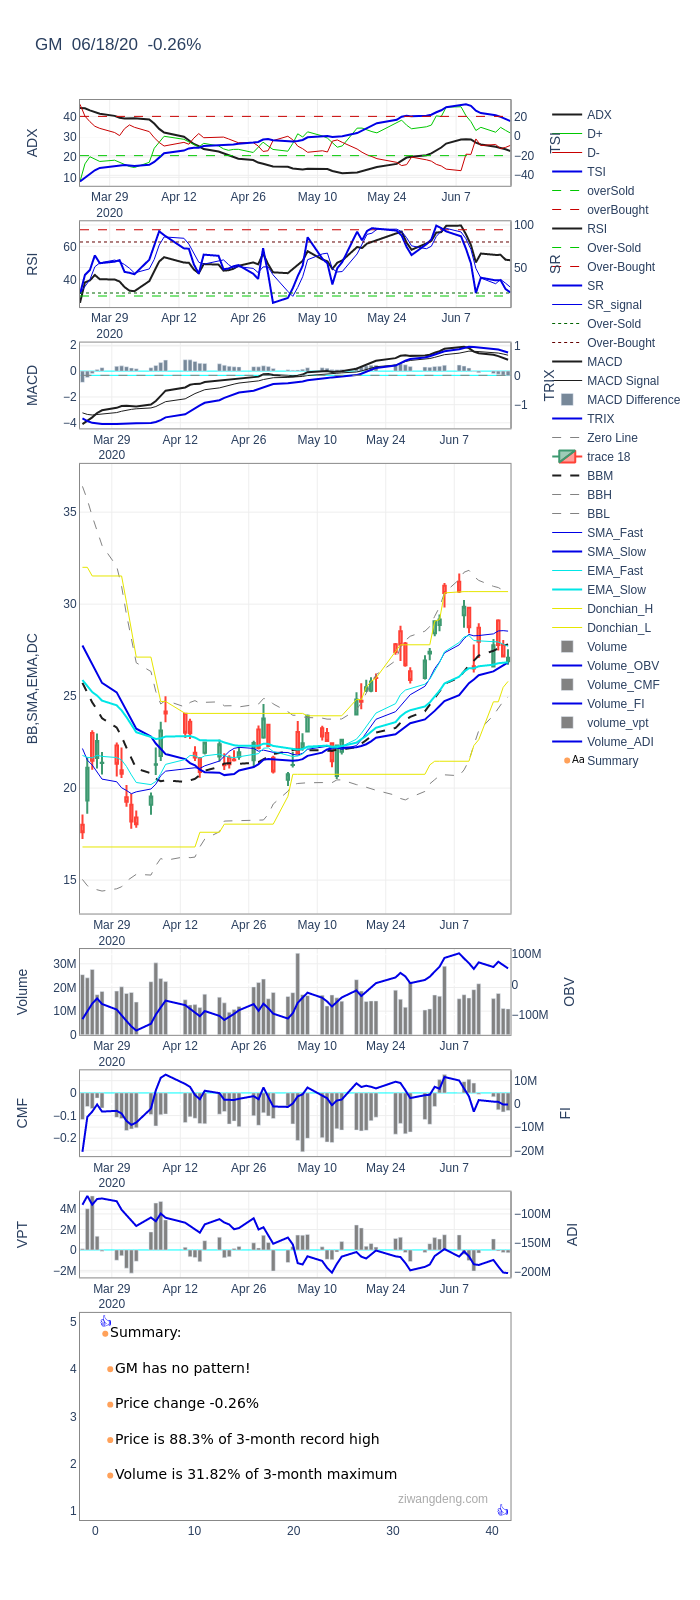 GM  06/18/20  -0.26%
ADX
40
30
20
10
20
0
−20
−40
TSI
Mar 29
Apr 12
Apr 26
May 10
May 24
Jun 7
2020
RSI
60
40
100
50
SR
Mar 29
Apr 12
Apr 26
May 10
May 24
Jun 7
2020
MACD
2
0
−2
−4
1
0
−1
TRIX
Mar 29
Apr 12
Apr 26
May 10
May 24
Jun 7
2020
BB,SMA,EMA,DC
35
30
25
20
15
Mar 29
Apr 12
Apr 26
May 10
May 24
Jun 7
2020
Volume
30M
20M
10M
0
100M
0
−100M
OBV
Mar 29
Apr 12
Apr 26
May 10
May 24
Jun 7
2020
CMF
0
−0.1
−0.2
10M
0
−10M
−20M
FI
Mar 29
Apr 12
Apr 26
May 10
May 24
Jun 7
2020
VPT
4M
2M
0
−2M
−100M
−150M
−200M
ADI
Mar 29
Apr 12
Apr 26
May 10
May 24
Jun 7
2020
5
4
3
2
1
👍
Summary:
GM has no pattern!
Price change -0.26%
Price is 88.3% of 3-month record high
Volume is 31.82% of 3-month maximum
ziwangdeng.com
👍
0
10
20
30
40
ADX
D+
D-
TSI
overSold
overBought
RSI
Over-Sold
Over-Bought
SR
SR_signal
Over-Sold
Over-Bought
MACD
MACD Signal
MACD Difference
TRIX
Zero Line
trace 18
BBM
BBH
BBL
SMA_Fast
SMA_Slow
EMA_Fast
EMA_Slow
Donchian_H
Donchian_L
Volume
Volume_OBV
Volume_CMF
Volume_FI
volume_vpt
Volume_ADI
Aa Summary